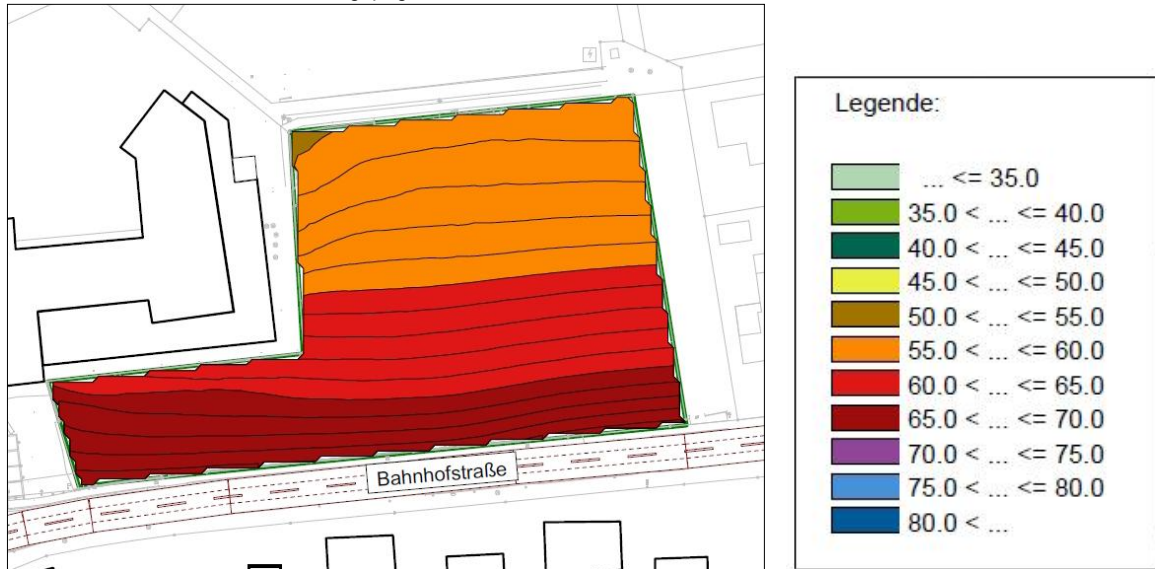 Bahnhofstraße
Legende:
... <= 35.0
35.0 < ... <= 40.0
40.0 < ... <= 45.0
45.0 < ... <= 50.0
50.0 < ... <= 55.0
55.0 < ... <= 60.0
60.0 < ... <= 65.0
65.0 < ... <= 70.0
70.0 < ... <= 75.0
75.0 < ... <= 80.0
80.0 < ...